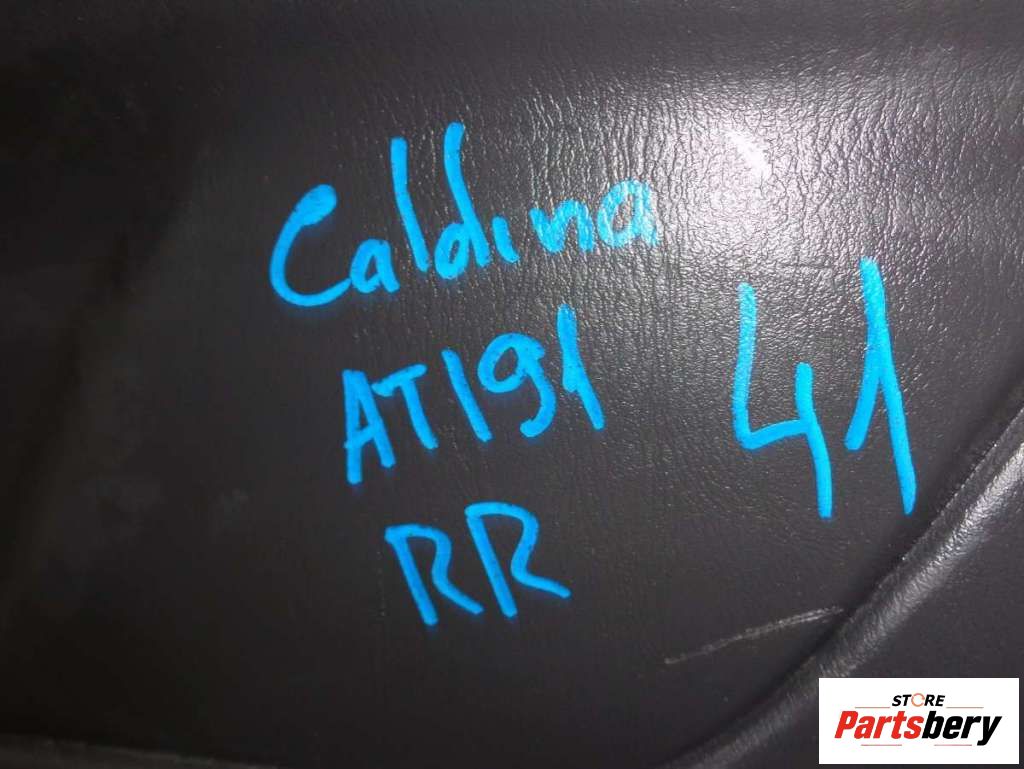 Caldina
AT191
RR
41
STORE
Partsbery